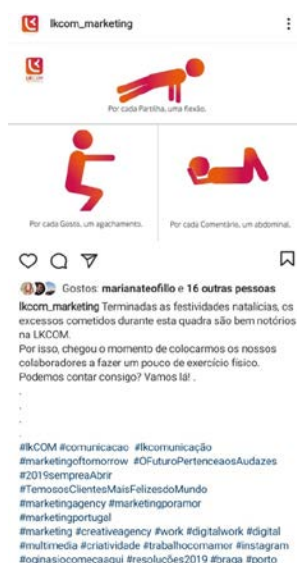 lkcom_marketing
LKCOM
Por cada Partilha, uma flexão.
Por cada Gosto, um agachamento.
Por cada Comentário, um abdominal.
Gostos: marianateofillo e 16 outras pessoas
lkcom_marketing Terminadas as festividades natalícias, os
excessos cometidos durante esta quadra são bem notórios
na LKCOM.
Por isso, chegou o momento de colocarmos os nossos
colaboradores a fazer um pouco de exercício físico.
Podemos contar consigo? Vamos lá! .
.
.
.
.
#lkCOM #comunicacao #lkcomunicação
#marketingoftomorrow #OFuturoPertenceaosAudazes
#2019sempreaAbrir
#TemososClientesMaisFelizesdoMundo
#marketingagency #marketingporamor
#marketingportugal
#marketing #creativeagency #work #digitalwork #digital
#multimedia #criatividade #trabalhocomamor #instagram
#oginasiocomecaaqui #resoluções2019 #braga #porto